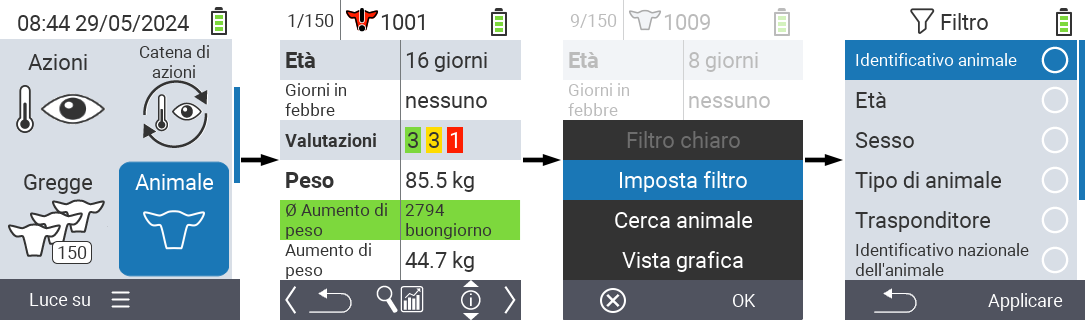 08:44 29/05/2024
Azioni
Catena di
azioni
Gregge
150
Animale
Luce su
1/150
1001
Età
16 giorni
Giorni in
febbre
nessuno
Valutazioni
3 3 1
Peso
85.5 kg
Ø Aumento di
peso
2794
buongiorno
Aumento di
peso
44.7 kg
9/150
1009
Età
8 giorni
Giorni in
febbre
nessuno
Filtro chiaro
Imposta filtro
Cerca animale
Vista grafica
OK
Filtro
Identificativo animale
Età
Sesso
Tipo di animale
Trasponditore
Identificativo nazionale
dell'animale
Applicare